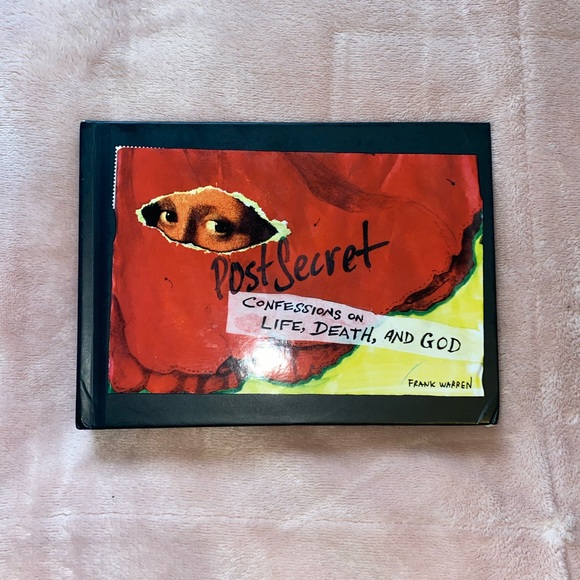 PostSecret
CONFESSIONS ON
LIFE, DEATH, AND GOD
FRANK WARREN